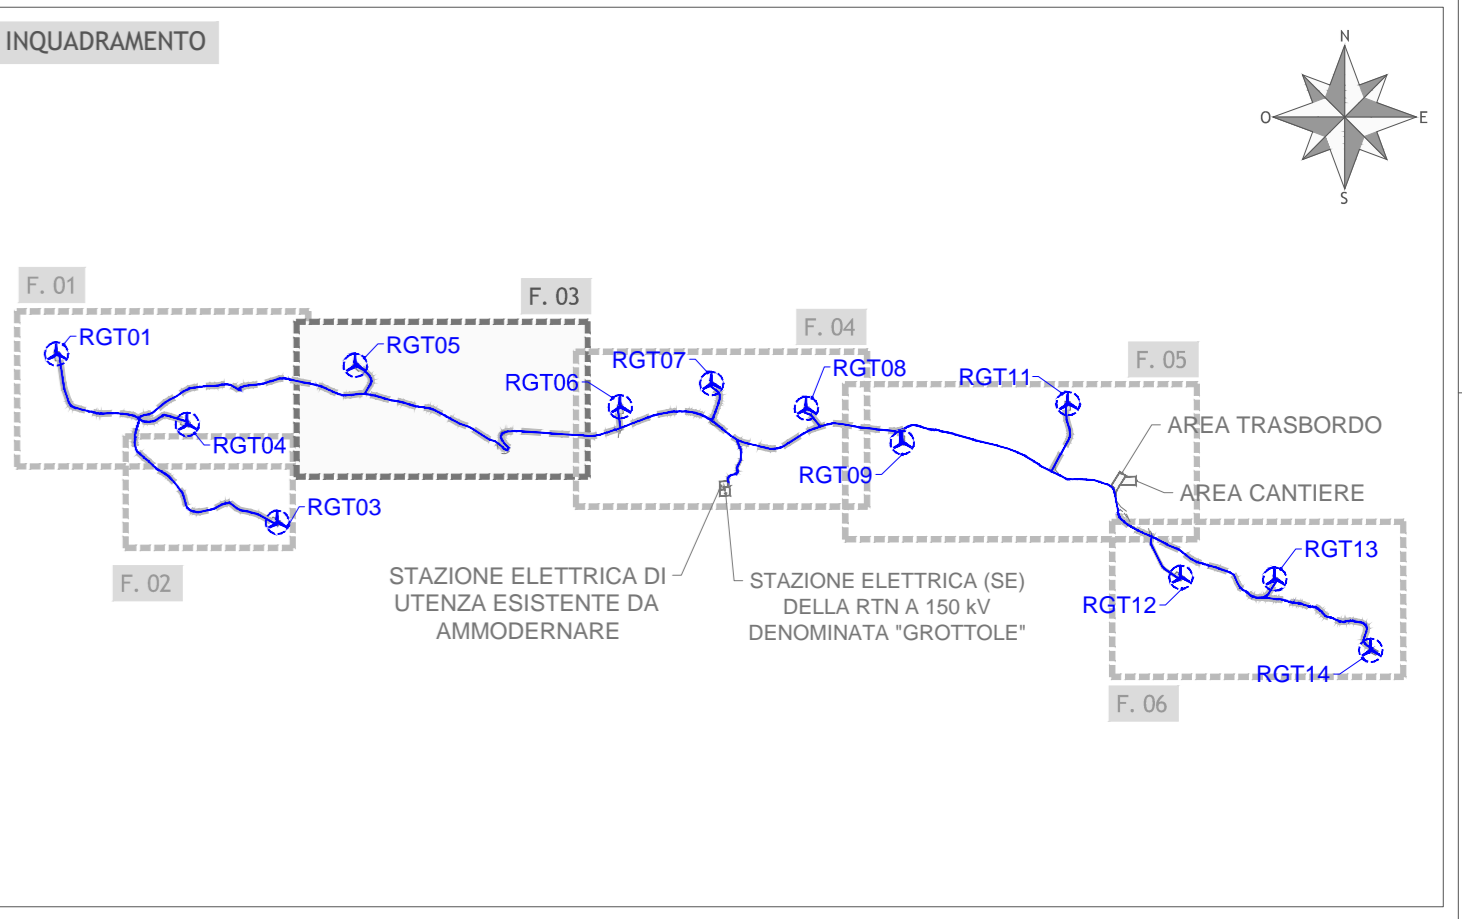 INQUADRAMENTO
N
O
E
S
F. 01
F. 03
F. 04
F. 05
RGT01
RGT05
RGT07
RGT08
RGT06
RGT11
AREA TRASBORDO
RGT04
RGT09
AREA CANTIERE
RGT03
F. 02
STAZIONE ELETTRICA DI
UTENZA ESISTENTE DA
AMMODERNARE
STAZIONE ELETTRICA (SE)
DELLA RTN A 150 kV
DENOMINATA "GROTTOLE"
RGT13
RGT12
RGT14
F. 06